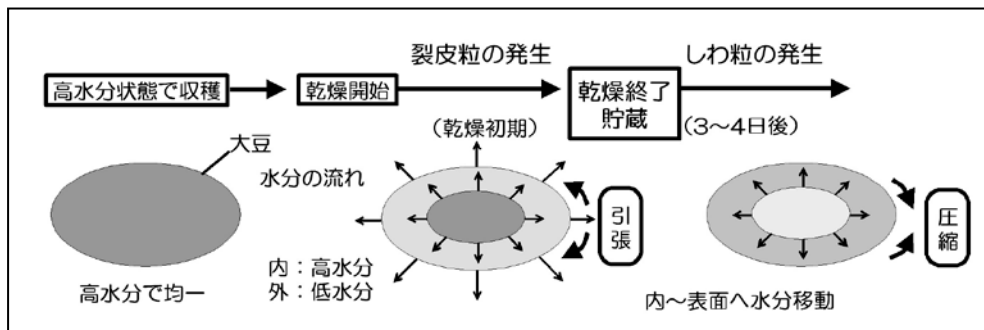 裂皮粒の発生
しわ粒の発生
高水分状態で収穫
乾燥開始
乾燥終了
貯蔵
(乾燥初期)
(3～4日後)
大豆
水分の流れ
引張
圧縮
内：高水分
外：低水分
高水分で均一
内～表面へ水分移動